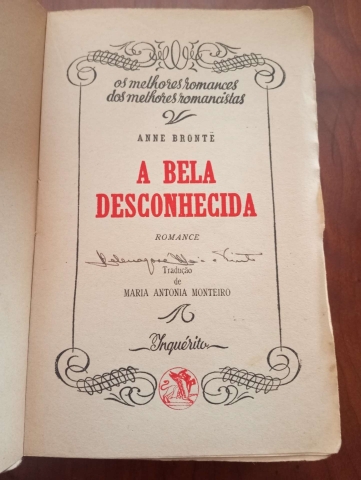 os melhores romances
dos melhores romancistas
ANNE BRONTË
A BELA
DESCONHECIDA
ROMANCE
Tradução
de
MARIA ANTONIA MONTEIRO
Inquérito